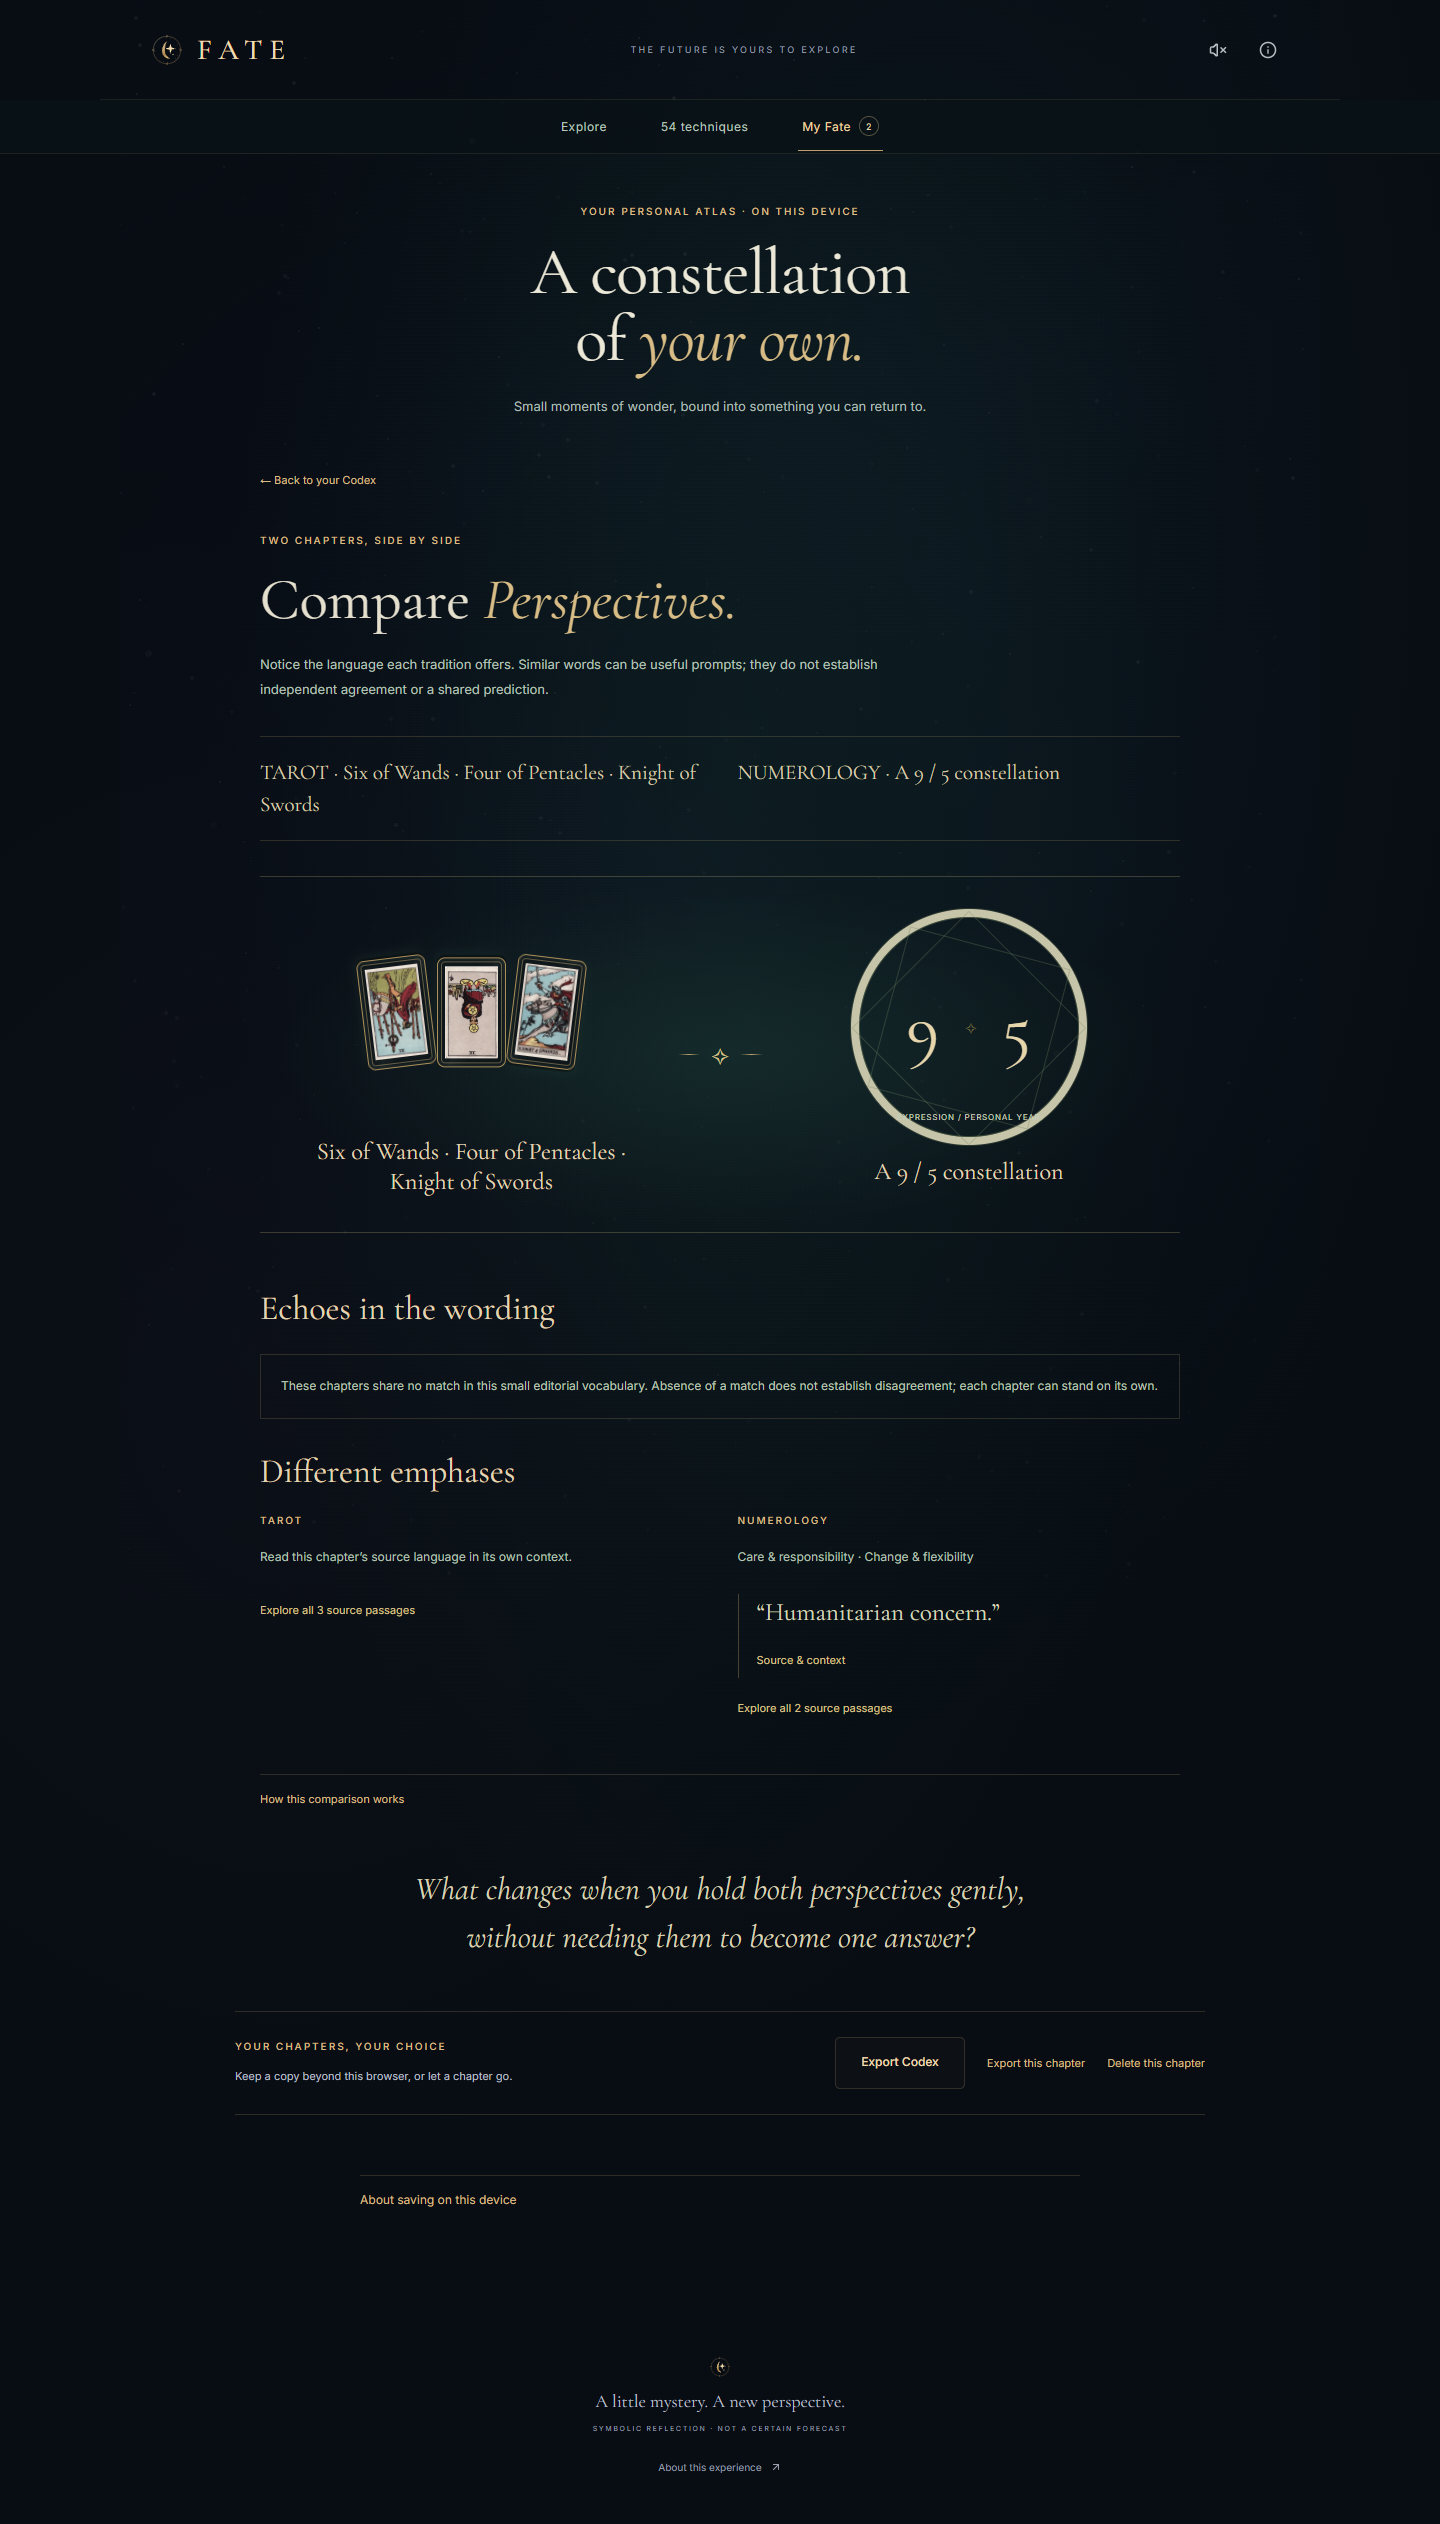 FATE
THE FUTURE IS YOURS TO EXPLORE
Explore
54 techniques
My Fate 2
YOUR PERSONAL ATLAS · ON THIS DEVICE
A constellation
of your own.
Small moments of wonder, bound into something you can return to.
← Back to your Codex
TWO CHAPTERS, SIDE BY SIDE
Compare Perspectives.
Notice the language each tradition offers. Similar words can be useful prompts; they do not establish
independent agreement or a shared prediction.
TAROT · Six of Wands · Four of Pentacles · Knight of
Swords
NUMEROLOGY · A 9 / 5 constellation
9 5
/ PERSONAL
Six of Wands · Four of Pentacles ·
Knight of Swords
A 9 / 5 constellation
Echoes in the wording
These chapters share no match in this small editorial vocabulary. Absence of a match does not establish disagreement; each chapter can stand on its own.
Different emphases
TAROT
Read this chapter’s source language in its own context.
Explore all 3 source passages
NUMEROLOGY
Care & responsibility · Change & flexibility
“Humanitarian concern.”
Source & context
Explore all 2 source passages
How this comparison works
What changes when you hold both perspectives gently,
without needing them to become one answer?
YOUR CHAPTERS, YOUR CHOICE
Keep a copy beyond this browser, or let a chapter go.
Export Codex
Export this chapter
Delete this chapter
About saving on this device
A little mystery. A new perspective.
SYMBOLIC REFLECTION · NOT A CERTAIN FORECAST
About this experience